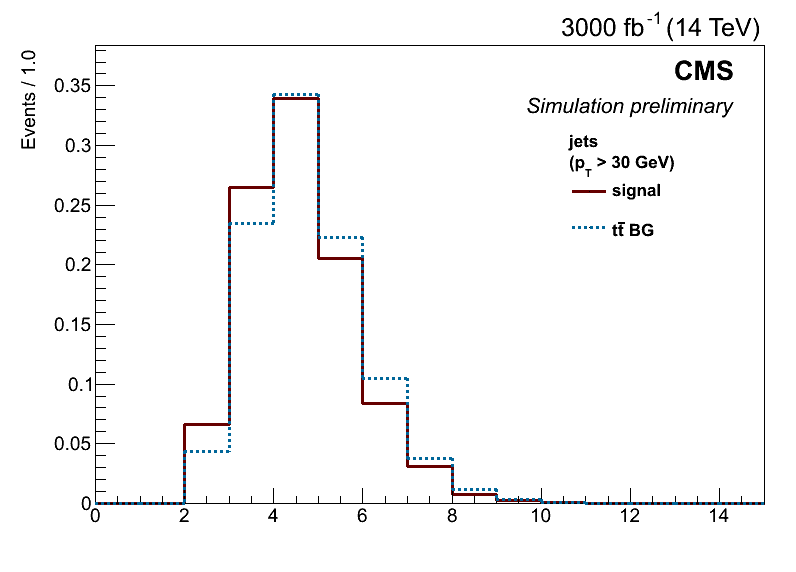 3000 fb⁻¹ (14 TeV)
Events / 1.0
CMS
Simulation preliminary
jets
(p_T > 30 GeV)
signal
tt̄ BG
0.35
0.3
0.25
0.2
0.15
0.1
0.05
0
0 2 4 6 8 10 12 14